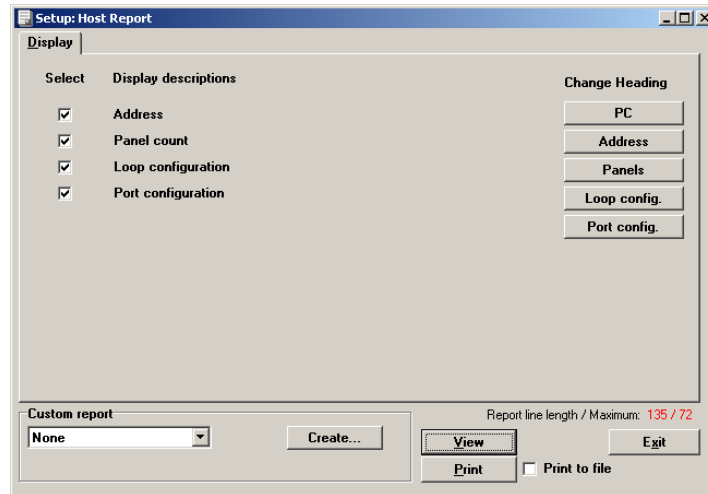 Setup: Host Report
Display
Select Display descriptions Change Heading
Address PC
Panel count Address
Loop configuration Panels
Port configuration Loop config.
Port config.
Custom report Report line length / Maximum: 135 / 72
None Create... View Exit
Print Print to file